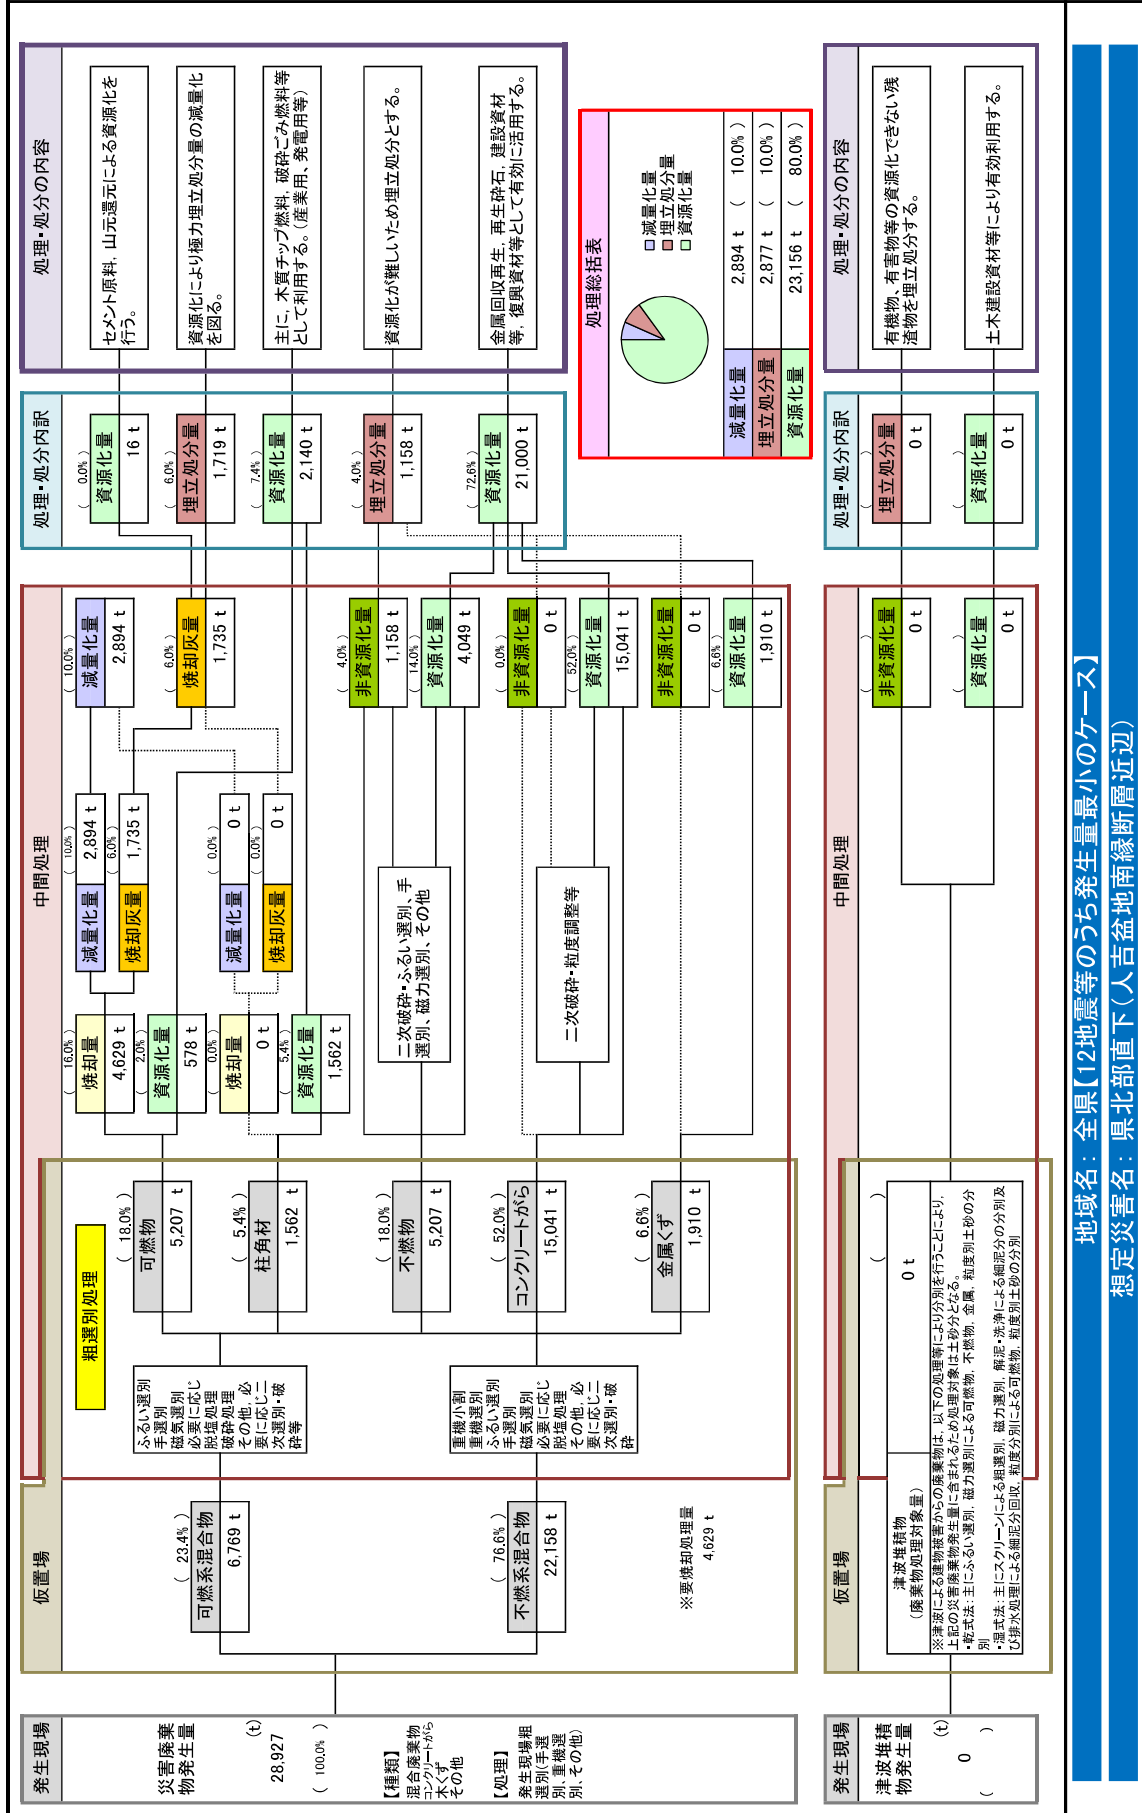 地域名：全県【12地震等のうち発生量最小のケース】
想定災害名：県北部直下（人吉盆地南縁断層近辺）
発生現場
災害廃棄
物発生量
(t)
28,927
( 100.0% )
【種類】
混合廃棄物
コンクリートがら
木くず
その他
【処理】
発生現場粗
選別(手選
別、重機選
別、その他)
仮置場
( 23.4% )
可燃系混合物
6,769 t
( 76.6% )
不燃系混合物
22,158 t
※要焼却処理量
4,629 t
粗選別処理
ふるい選別
手選別
磁気選別
必要に応じ
脱塩処理
破砕処理
その他，必
要に応じ二
次選別・破
砕等
重機小割
重機選別
ふるい選別
手選別
磁気選別
必要に応じ
脱塩処理
その他，必
要に応じ二
次選別・破
砕
( 18.0% )
可燃物
5,207 t
( 5.4% )
柱角材
1,562 t
( 18.0% )
不燃物
5,207 t
( 52.0% )
コンクリートがら
15,041 t
( 6.6% )
金属くず
1,910 t
中間処理
( 16.0% )
焼却量
4,629 t
( 2.0% )
資源化量
578 t
( 0.0% )
焼却量
0 t
( 5.4% )
資源化量
1,562 t
( 10.0% )
減量化量
2,894 t
( 6.0% )
焼却灰量
1,735 t
( 0.0% )
減量化量
0 t
( 0.0% )
焼却灰量
0 t
二次破砕・ふるい選別、手
選別、磁力選別、その他
二次破砕・粒度調整等
( 10.0% )
減量化量
2,894 t
( 6.0% )
焼却灰量
1,735 t
( 4.0% )
非資源化量
1,158 t
( 14.0% )
資源化量
4,049 t
( 0.0% )
非資源化量
0 t
( 52.0% )
資源化量
15,041 t
非資源化量
0 t
( 6.6% )
資源化量
1,910 t
処理・処分内訳
( 0.0% )
資源化量
16 t
( 6.0% )
埋立処分量
1,719 t
( 7.4% )
資源化量
2,140 t
( 4.0% )
埋立処分量
1,158 t
( 72.6% )
資源化量
21,000 t
処理・処分の内容
セメント原料，山元還元による資源化を
行う。
資源化により極力埋立処分量の減量化
を図る。
主に，木質チップ燃料，破砕ごみ燃料等
として利用する。（産業用、発電用等）
資源化が難しいため埋立処分とする。
金属回収再生，再生砕石，建設資材
等，復興資材等として有効に活用する。
処理総括表
減量化量
埋立処分量
資源化量
減量化量 2,894 t ( 10.0% )
埋立処分量 2,877 t ( 10.0% )
資源化量 23,156 t ( 80.0% )
発生現場
津波堆積
物発生量
(t)
0
( )
仮置場
津波堆積物
（廃棄物処理対象量）
( )
0 t
※津波による建物被害からの廃棄物は，以下の処理等により分別を行うことにより，
上記の災害廃棄物発生量に含まれるため処理対象は土砂分となる。
・乾式法：主にふるい選別，磁力選別による可燃物，不燃物，金属，粒度別土砂の分
別
・湿式法：主にスクリーンによる粗選別，磁力選別，解泥・洗浄による細泥分の分別及
び排水処理による細泥分回収，粒度分別による可燃物，粒度別土砂の分別
中間処理
( )
非資源化量
0 t
( )
資源化量
0 t
処理・処分内訳
( )
埋立処分量
0 t
( )
資源化量
0 t
処理・処分の内容
有機物、有害物等の資源化できない残
渣物を埋立処分する。
土木建設資材等により有効利用する。